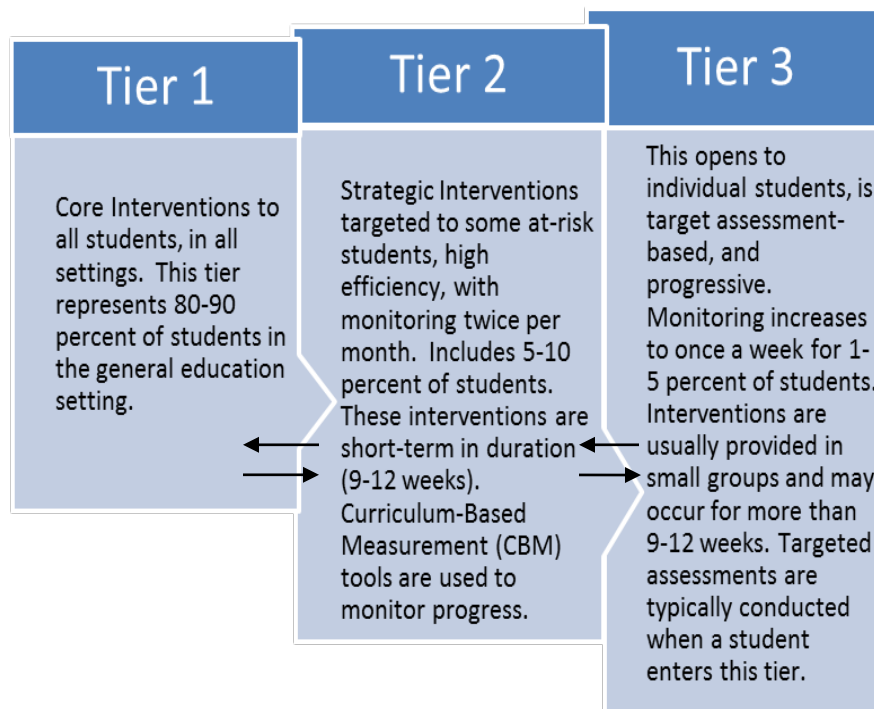 Tier 1
Core Interventions to
all students, in all
settings.  This tier
represents 80-90
percent of students in
the general education
setting.
Tier 2
Strategic Interventions
targeted to some at-risk
students, high
efficiency, with
monitoring twice per
month.  Includes 5-10
percent of students.
These interventions are
short-term in duration
(9-12 weeks).
Curriculum-Based
Measurement (CBM)
tools are used to
monitor progress.
Tier 3
This opens to
individual students, is
target assessment-
based, and
progressive.
Monitoring increases
to once a week for 1-
5 percent of students.
Interventions are
usually provided in
small groups and may
occur for more than
9-12 weeks. Targeted
assessments are
typically conducted
when a student
enters this tier.